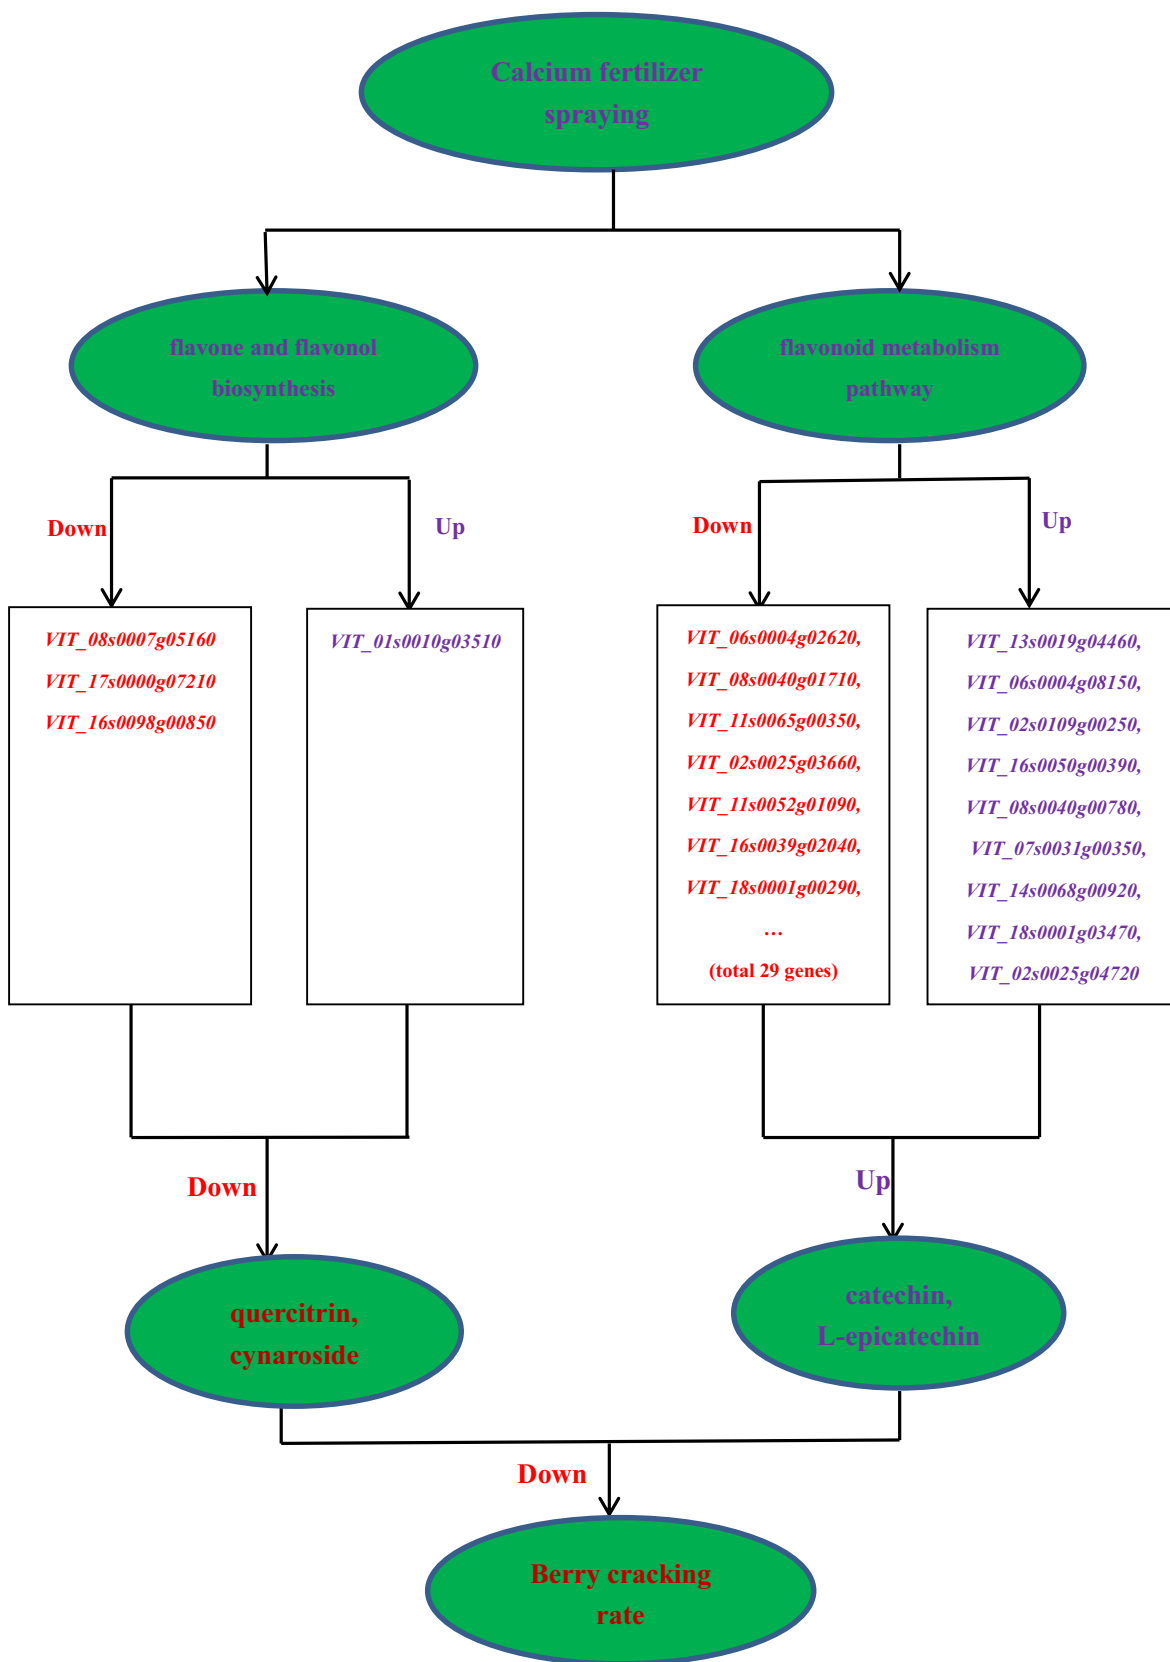 Calcium fertilizer
spraying
flavone and flavonol
biosynthesis
flavonoid metabolism
pathway
Down
Up
Down
Up
VIT_08s0007g05160
VIT_17s0000g07210
VIT_16s0098g00850
VIT_01s0010g03510
VIT_06s0004g02620,
VIT_08s0040g01710,
VIT_11s0065g00350,
VIT_02s0025g03660,
VIT_11s0052g01090,
VIT_16s0039g02040,
VIT_18s0001g00290,
…
(total 29 genes)
VIT_13s0019g04460,
VIT_06s0004g08150,
VIT_02s0109g00250,
VIT_16s0050g00390,
VIT_08s0040g00780,
VIT_07s0031g00350,
VIT_14s0068g00920,
VIT_18s0001g03470,
VIT_02s0025g04720
Down
Up
quercitrin,
cynaroside
catechin,
L-epicatechin
Down
Berry cracking
rate